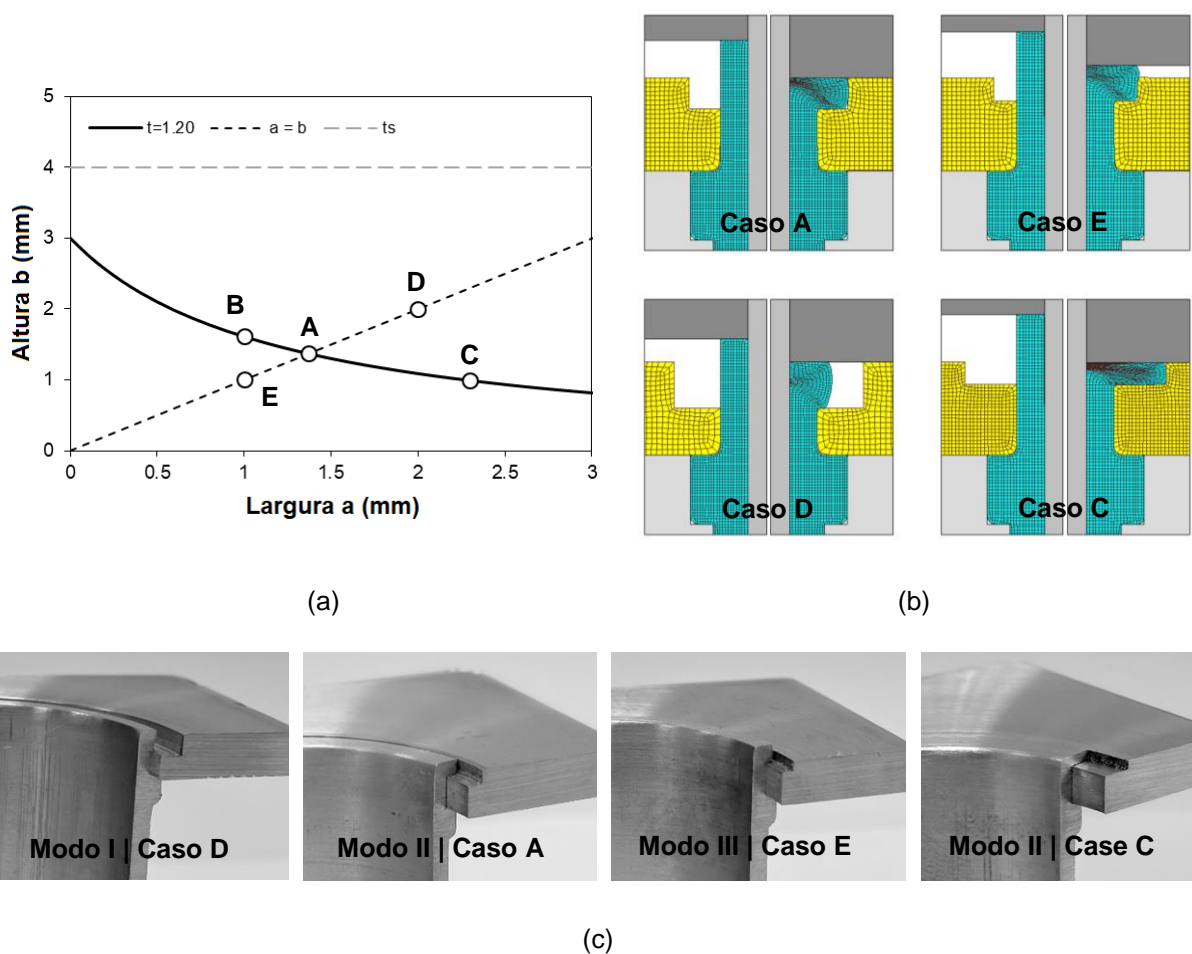 5
4
3
2
1
0
t=1.20 a = b ts
B
A
D
C
E
0 0.5 1 1.5 2 2.5 3
Altura b (mm)
Largura a (mm)
(a)
Caso A
Caso E
Caso D
Caso C
(b)
Modo I | Caso D
Modo II | Caso A
Modo III | Caso E
Modo II | Case C
(c)